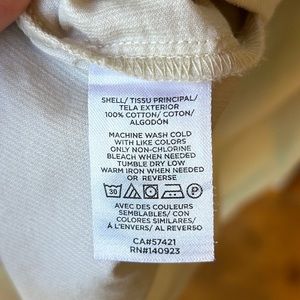 SHELL/ TISSU PRINCIPAL/
TELA EXTERIOR
100% COTTON/ COTON/
ALGODÓN
MACHINE WASH COLD
WITH LIKE COLORS
ONLY NON-CHLORINE
BLEACH WHEN NEEDED
TUMBLE DRY LOW
WARM IRON WHEN NEEDED
OR REVERSE
30 P
AVEC DES COULEURS
SEMBLABLES/ CON
COLORES SIMILARES/
À L'ENVERS/ AL REVERSO
CA#57421
RN#140923